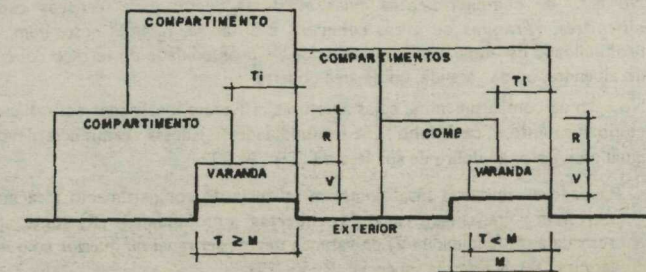 COMPARTIMENTO
COMPARTIMENTOS
Ti
Ti
COMPARTIMENTO
R
COMP
R
VARANDA
V
VARANDA
V
EXTERIOR
T ≥ M
T < M
M